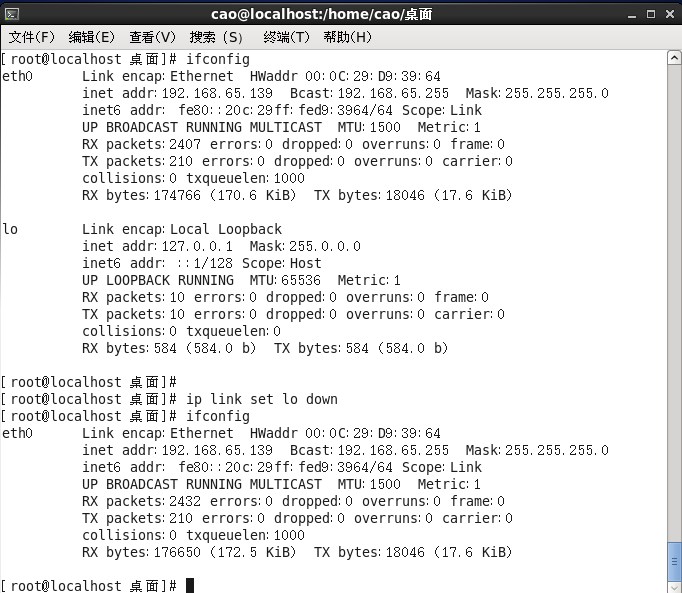 cao@localhost:/home/cao/桌面
文件(F) 编辑(E) 查看(V) 搜索 (S) 终端(T) 帮助(H)
[root@localhost 桌面]# ifconfig
eth0      Link encap:Ethernet  HWaddr 00:0C:29:D9:39:64
          inet addr:192.168.65.139  Bcast:192.168.65.255  Mask:255.255.255.0
          inet6 addr: fe80::20c:29ff:fed9:3964/64 Scope:Link
          UP BROADCAST RUNNING MULTICAST  MTU:1500  Metric:1
          RX packets:2407 errors:0 dropped:0 overruns:0 frame:0
          TX packets:210 errors:0 dropped:0 overruns:0 carrier:0
          collisions:0 txqueuelen:1000
          RX bytes:174766 (170.6 KiB)  TX bytes:18046 (17.6 KiB)
lo        Link encap:Local Loopback
          inet addr:127.0.0.1  Mask:255.0.0.0
          inet6 addr: ::1/128 Scope:Host
          UP LOOPBACK RUNNING  MTU:65536  Metric:1
          RX packets:10 errors:0 dropped:0 overruns:0 frame:0
          TX packets:10 errors:0 dropped:0 overruns:0 carrier:0
          collisions:0 txqueuelen:0
          RX bytes:584 (584.0 b)  TX bytes:584 (584.0 b)
[root@localhost 桌面]#
[root@localhost 桌面]# ip link set lo down
[root@localhost 桌面]# ifconfig
eth0      Link encap:Ethernet  HWaddr 00:0C:29:D9:39:64
          inet addr:192.168.65.139  Bcast:192.168.65.255  Mask:255.255.255.0
          inet6 addr: fe80::20c:29ff:fed9:3964/64 Scope:Link
          UP BROADCAST RUNNING MULTICAST  MTU:1500  Metric:1
          RX packets:2432 errors:0 dropped:0 overruns:0 frame:0
          TX packets:210 errors:0 dropped:0 overruns:0 carrier:0
          collisions:0 txqueuelen:1000
          RX bytes:176650 (172.5 KiB)  TX bytes:18046 (17.6 KiB)
[root@localhost 桌面]#